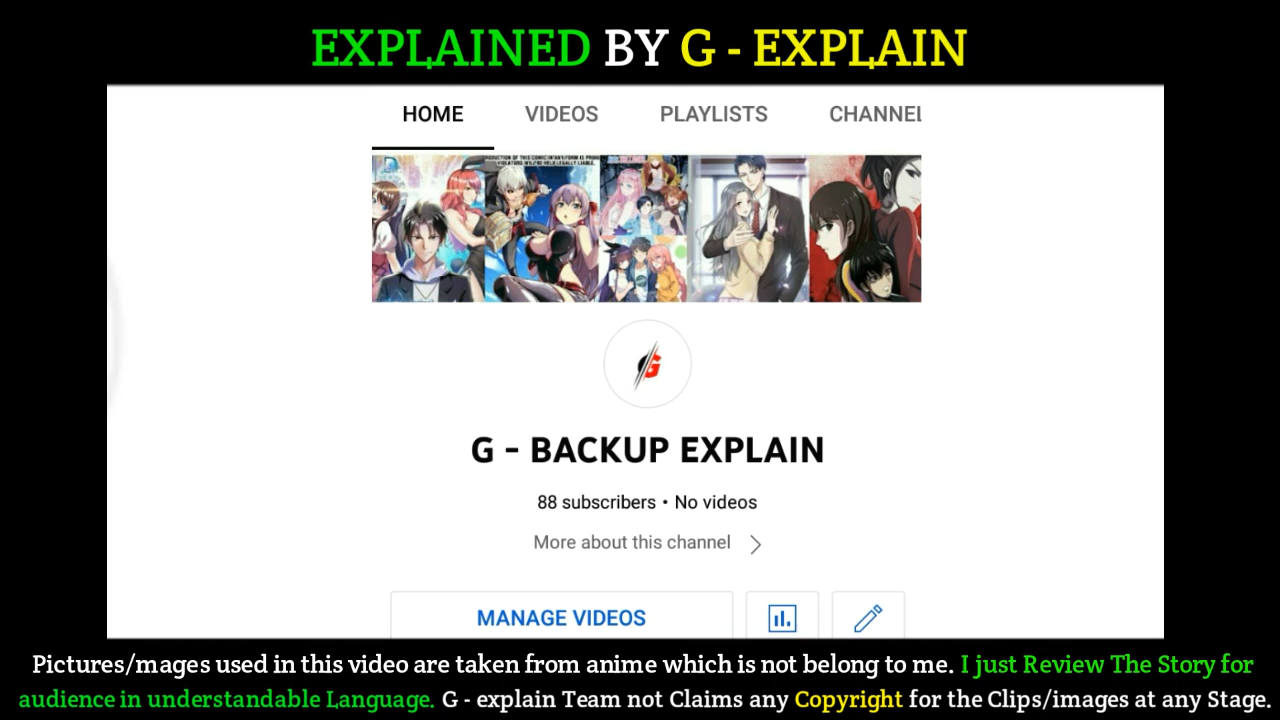 EXPLAINED BY G - EXPLAIN
HOME VIDEOS PLAYLISTS CHANNEL
G
G - BACKUP EXPLAIN
88 subscribers • No videos
More about this channel
MANAGE VIDEOS
Pictures/mages used in this video are taken from anime which is not belong to me. I just Review The Story for
audience in understandable Language. G - explain Team not Claims any Copyright for the Clips/images at any Stage.